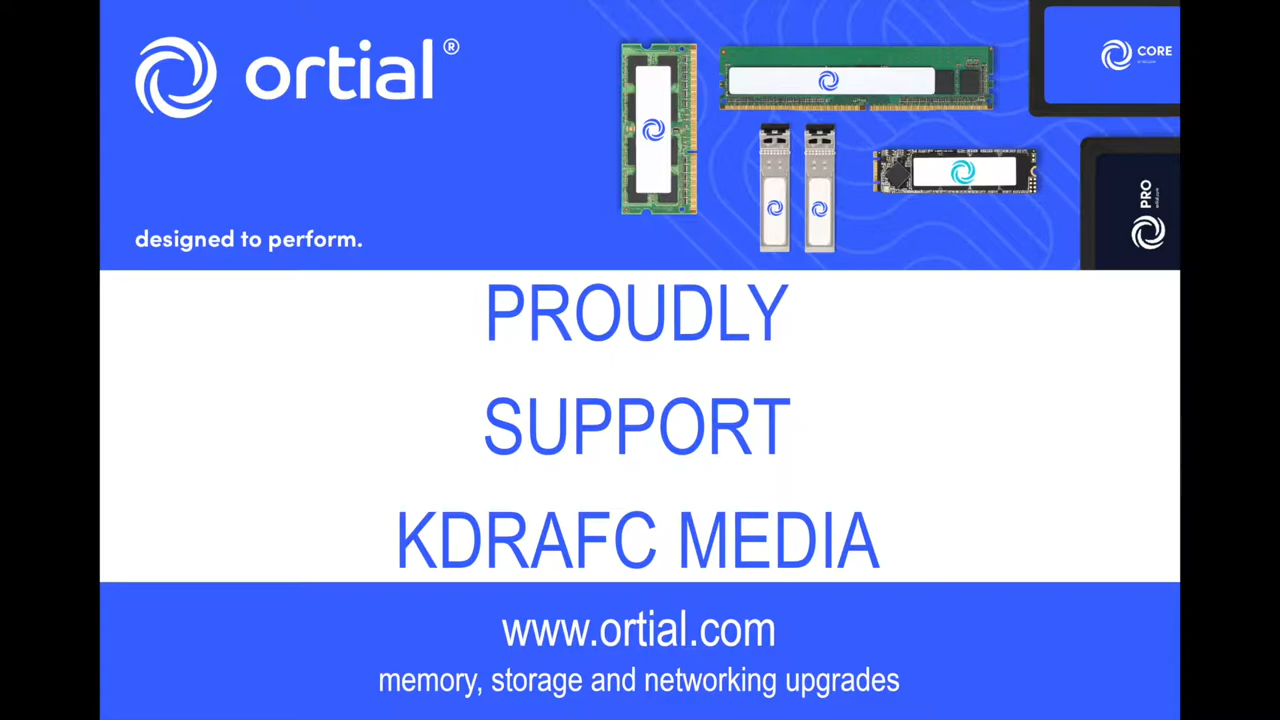 ortial®
CORE
PRO
designed to perform.
PROUDLY
SUPPORT
KDRAFC MEDIA
www.ortial.com
memory, storage and networking upgrades